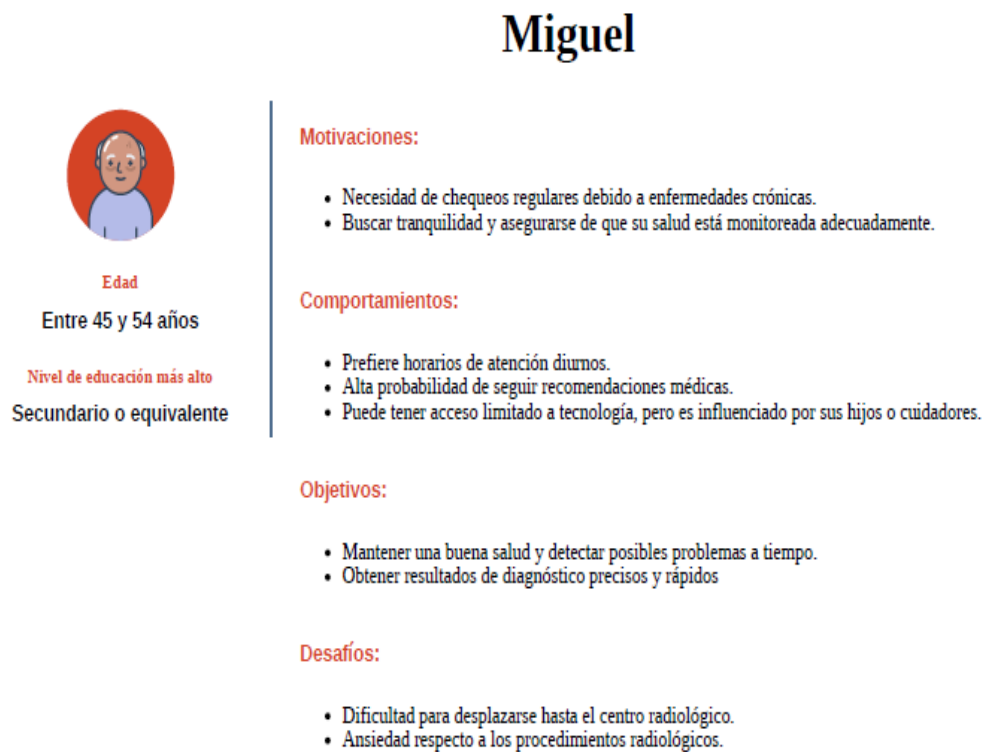 Miguel
Edad
Entre 45 y 54 años
Nivel de educación más alto
Secundario o equivalente
Motivaciones:
• Necesidad de chequeos regulares debido a enfermedades crónicas.
• Buscar tranquilidad y asegurarse de que su salud está monitoreada adecuadamente.
Comportamientos:
• Prefiere horarios de atención diurnos.
• Alta probabilidad de seguir recomendaciones médicas.
• Puede tener acceso limitado a tecnología, pero es influenciado por sus hijos o cuidadores.
Objetivos:
• Mantener una buena salud y detectar posibles problemas a tiempo.
• Obtener resultados de diagnóstico precisos y rápidos
Desafíos:
• Dificultad para desplazarse hasta el centro radiológico.
• Ansiedad respecto a los procedimientos radiológicos.